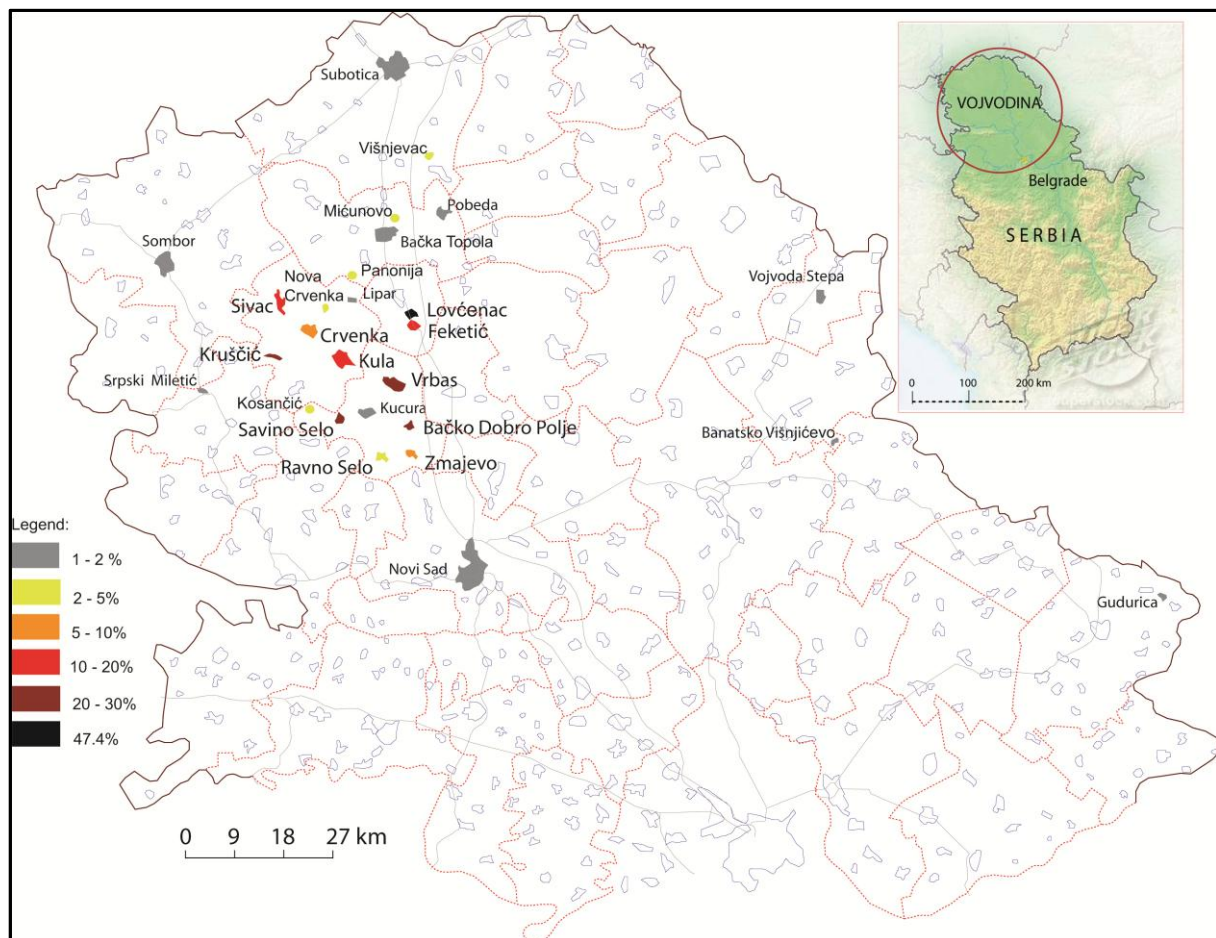 Subotica
Višnjevac
Mićunovo
Pobeda
Bačka Topola
Sombor
Nova
Crvenka
Panonija
Lipar
Sivac
Lovćenac
Feketić
Crvenka
Kruščić
Kula
Srpski Miletić
Vrbas
Kosančić
Kucura
Savino Selo
Bačko Dobro Polje
Ravno Selo
Zmajevo
Vojvoda Stepa
Banatsko Višnjićevo
Novi Sad
Gudurica
VOJVODINA
Belgrade
SERBIA
0 100 200 km
Legend:
1 - 2 %
2 - 5%
5 - 10%
10 - 20%
20 - 30%
47.4%
0 9 18 27 km